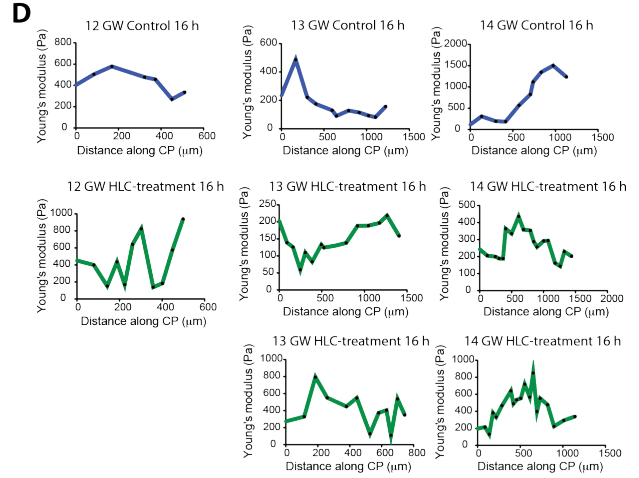 D
12 GW Control 16 h
Young's modulus (Pa)
800
600
400
200
0
0 200 400 600
Distance along CP (μm)
13 GW Control 16 h
Young's modulus (Pa)
600
400
200
0
0 500 1000 1500
Distance along CP (μm)
14 GW Control 16 h
Young's modulus (Pa)
2000
1500
1000
500
0
0 500 1000 1500
Distance along CP (μm)
12 GW HLC-treatment 16 h
Young's modulus (Pa)
1000
800
600
400
200
0
0 200 400 600
Distance along CP (μm)
13 GW HLC-treatment 16 h
Young's modulus (Pa)
250
200
150
100
50
0
0 500 1000 1500
Distance along CP (μm)
14 GW HLC-treatment 16 h
Young's modulus (Pa)
500
400
300
200
100
0
0 500 1000 1500 2000
Distance along CP (μm)
13 GW HLC-treatment 16 h
Young's modulus (Pa)
1000
800
600
400
200
0
0 200 400 600 800
Distance along CP (μm)
14 GW HLC-treatment 16 h
Young's modulus (Pa)
1000
800
600
400
200
0
0 500 1000 1500
Distance along CP (μm)